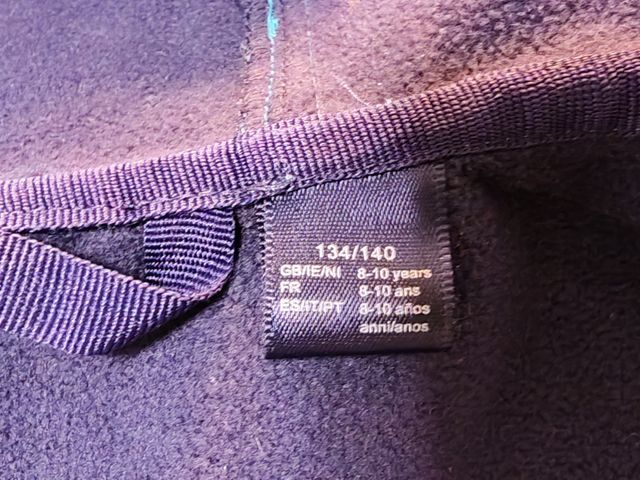 134/140
GB/IE/NI 8-10 years
FR 8-10 ans
ES/IT/PT 8-10 años
anni/anos